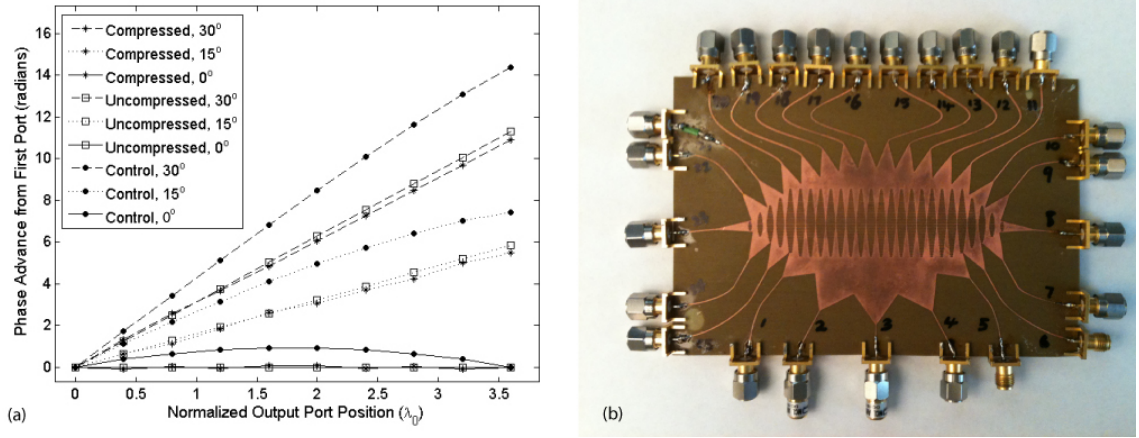 Phase Advance from First Port (radians)
14
12
10
8
6
4
2
0
Compressed, 30°
Compressed, 15°
Compressed, 0°
Uncompressed, 30°
Uncompressed, 15°
Uncompressed, 0°
Control, 30°
Control, 15°
Control, 0°
0 0.5 1 1.5 2 2.5 3 3.5
Normalized Output Port Position (λ₀)
(a)
19 18 17 16 15 14 13 12 11
10
9
8
7
6
1 2 3 4 5
(b)